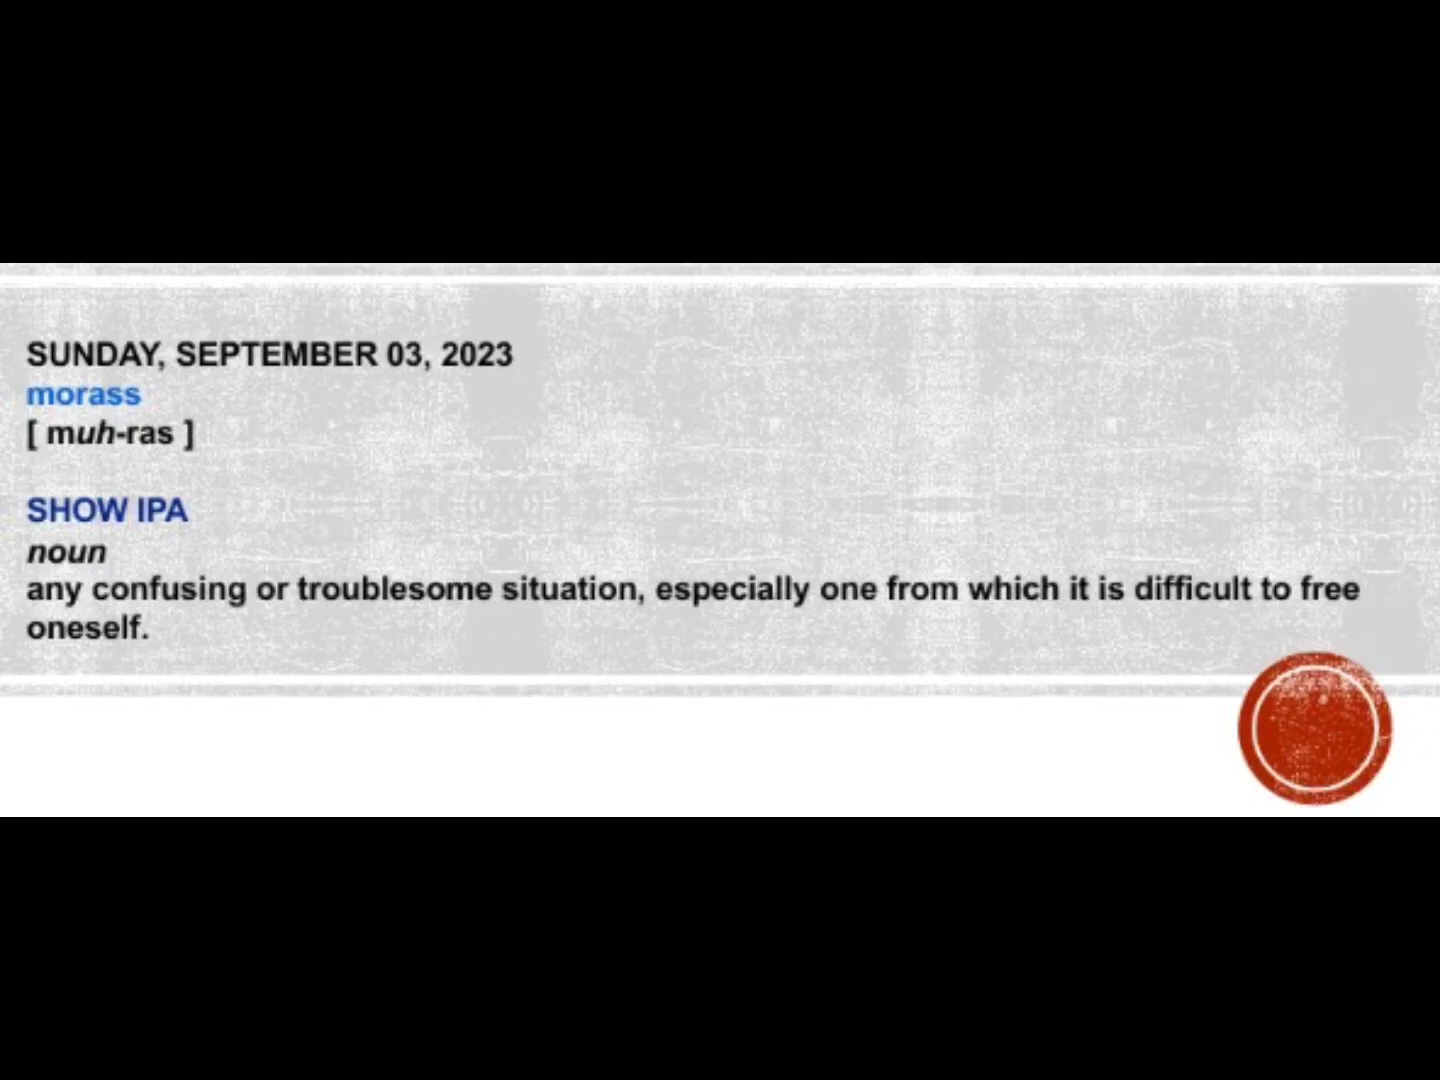 SUNDAY, SEPTEMBER 03, 2023
morass
[ muh-ras ]
SHOW IPA
noun
any confusing or troublesome situation, especially one from which it is difficult to free
oneself.